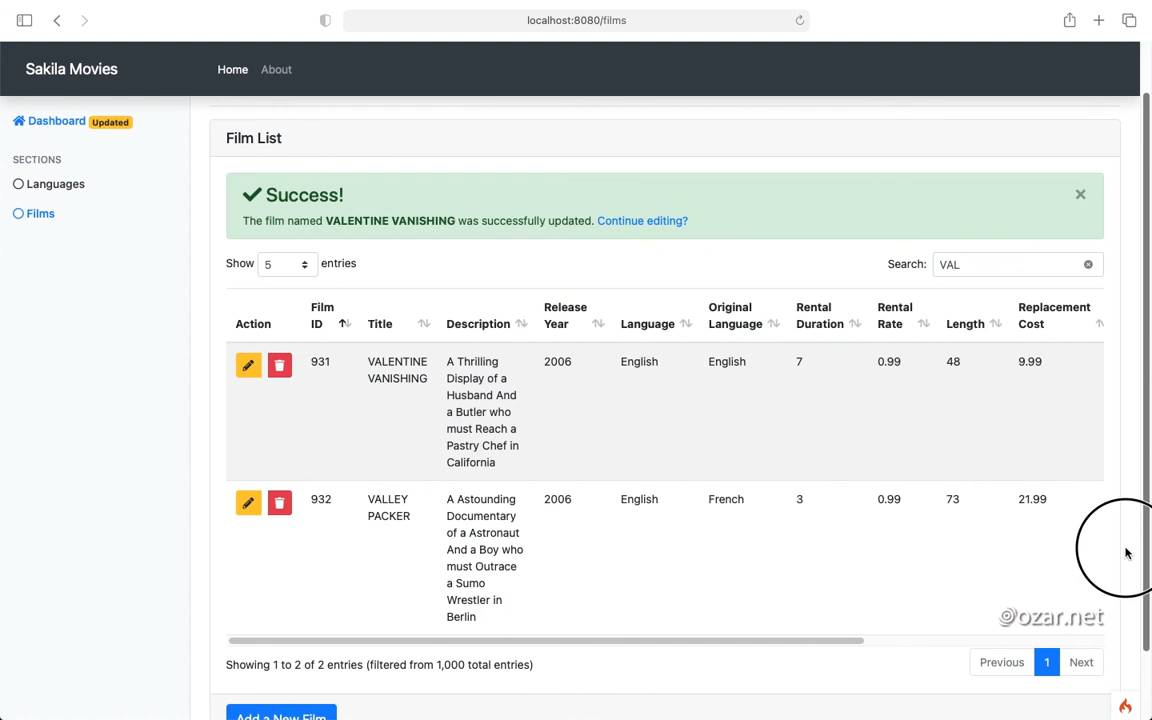 localhost:8080/films
Sakila Movies
Home
About
Dashboard Updated
SECTIONS
Languages
Films
Film List
Success!
The film named VALENTINE VANISHING was successfully updated. Continue editing?
Show 5 entries
Search: VAL
Action
Film ID
Title
Description
Release Year
Language
Original Language
Rental Duration
Rental Rate
Length
Replacement Cost
931
VALENTINE
VANISHING
A Thrilling
Display of a
Husband And
a Butler who
must Reach a
Pastry Chef in
California
2006
English
English
7
0.99
48
9.99
932
VALLEY
PACKER
A Astounding
Documentary
of a Astronaut
And a Boy who
must Outrace
a Sumo
Wrestler in
Berlin
2006
English
French
3
0.99
73
21.99
@ozar.net
Showing 1 to 2 of 2 entries (filtered from 1,000 total entries)
Previous 1 Next
Add a New Film